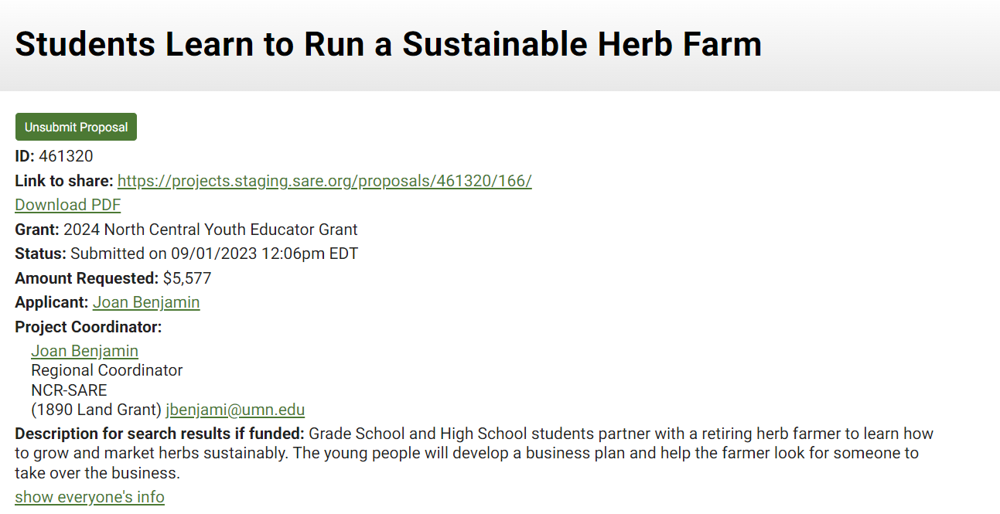 Students Learn to Run a Sustainable Herb Farm
Unsubmit Proposal
ID: 461320
Link to share: https://projects.staging.sare.org/proposals/461320/166/
Download PDF
Grant: 2024 North Central Youth Educator Grant
Status: Submitted on 09/01/2023 12:06pm EDT
Amount Requested: $5,577
Applicant: Joan Benjamin
Project Coordinator:
Joan Benjamin
Regional Coordinator
NCR-SARE
(1890 Land Grant) jbenjami@umn.edu
Description for search results if funded: Grade School and High School students partner with a retiring herb farmer to learn how
to grow and market herbs sustainably. The young people will develop a business plan and help the farmer look for someone to
take over the business.
show everyone's info